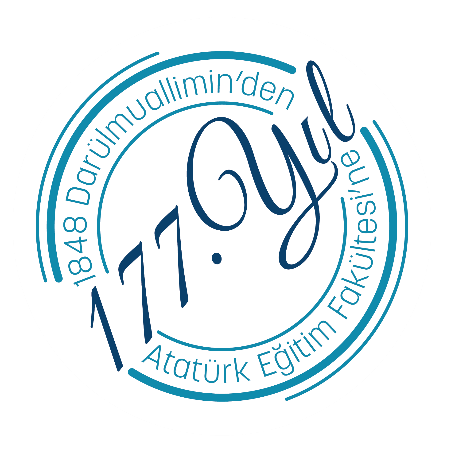 1848 Darülmuallimin'den
177. Yıl
Atatürk Eğitim Fakültesi'ne